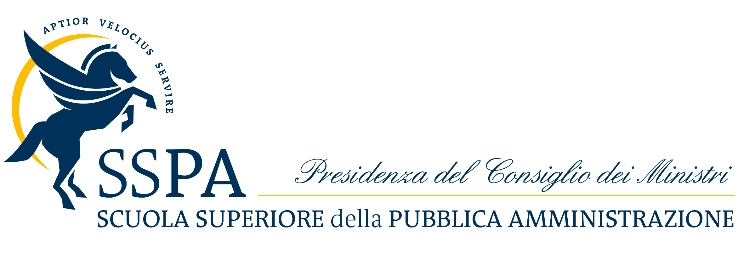 APTIOR VELOCIUS SERVIRE
SSPA
Presidenza del Consiglio dei Ministri
SCUOLA SUPERIORE della PUBBLICA AMMINISTRAZIONE